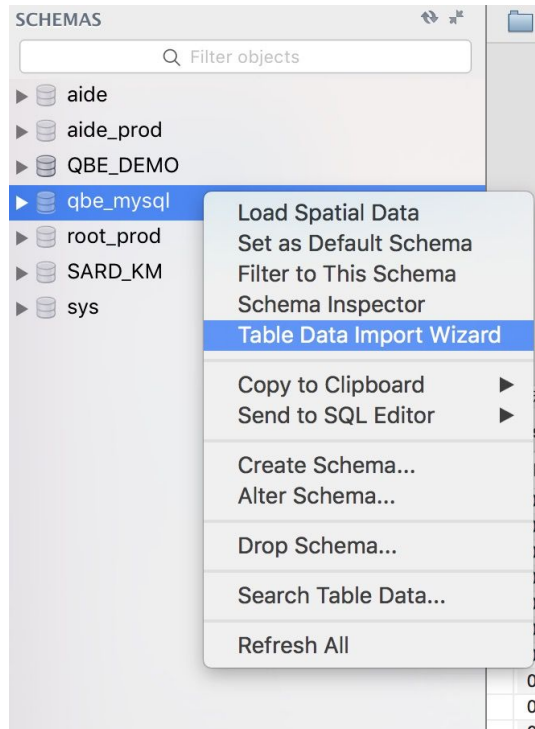 SCHEMAS
Filter objects
aide
aide_prod
QBE_DEMO
qbe_mysql
root_prod
SARD_KM
sys
Load Spatial Data
Set as Default Schema
Filter to This Schema
Schema Inspector
Table Data Import Wizard
Copy to Clipboard
Send to SQL Editor
Create Schema...
Alter Schema...
Drop Schema...
Search Table Data...
Refresh All
0
0